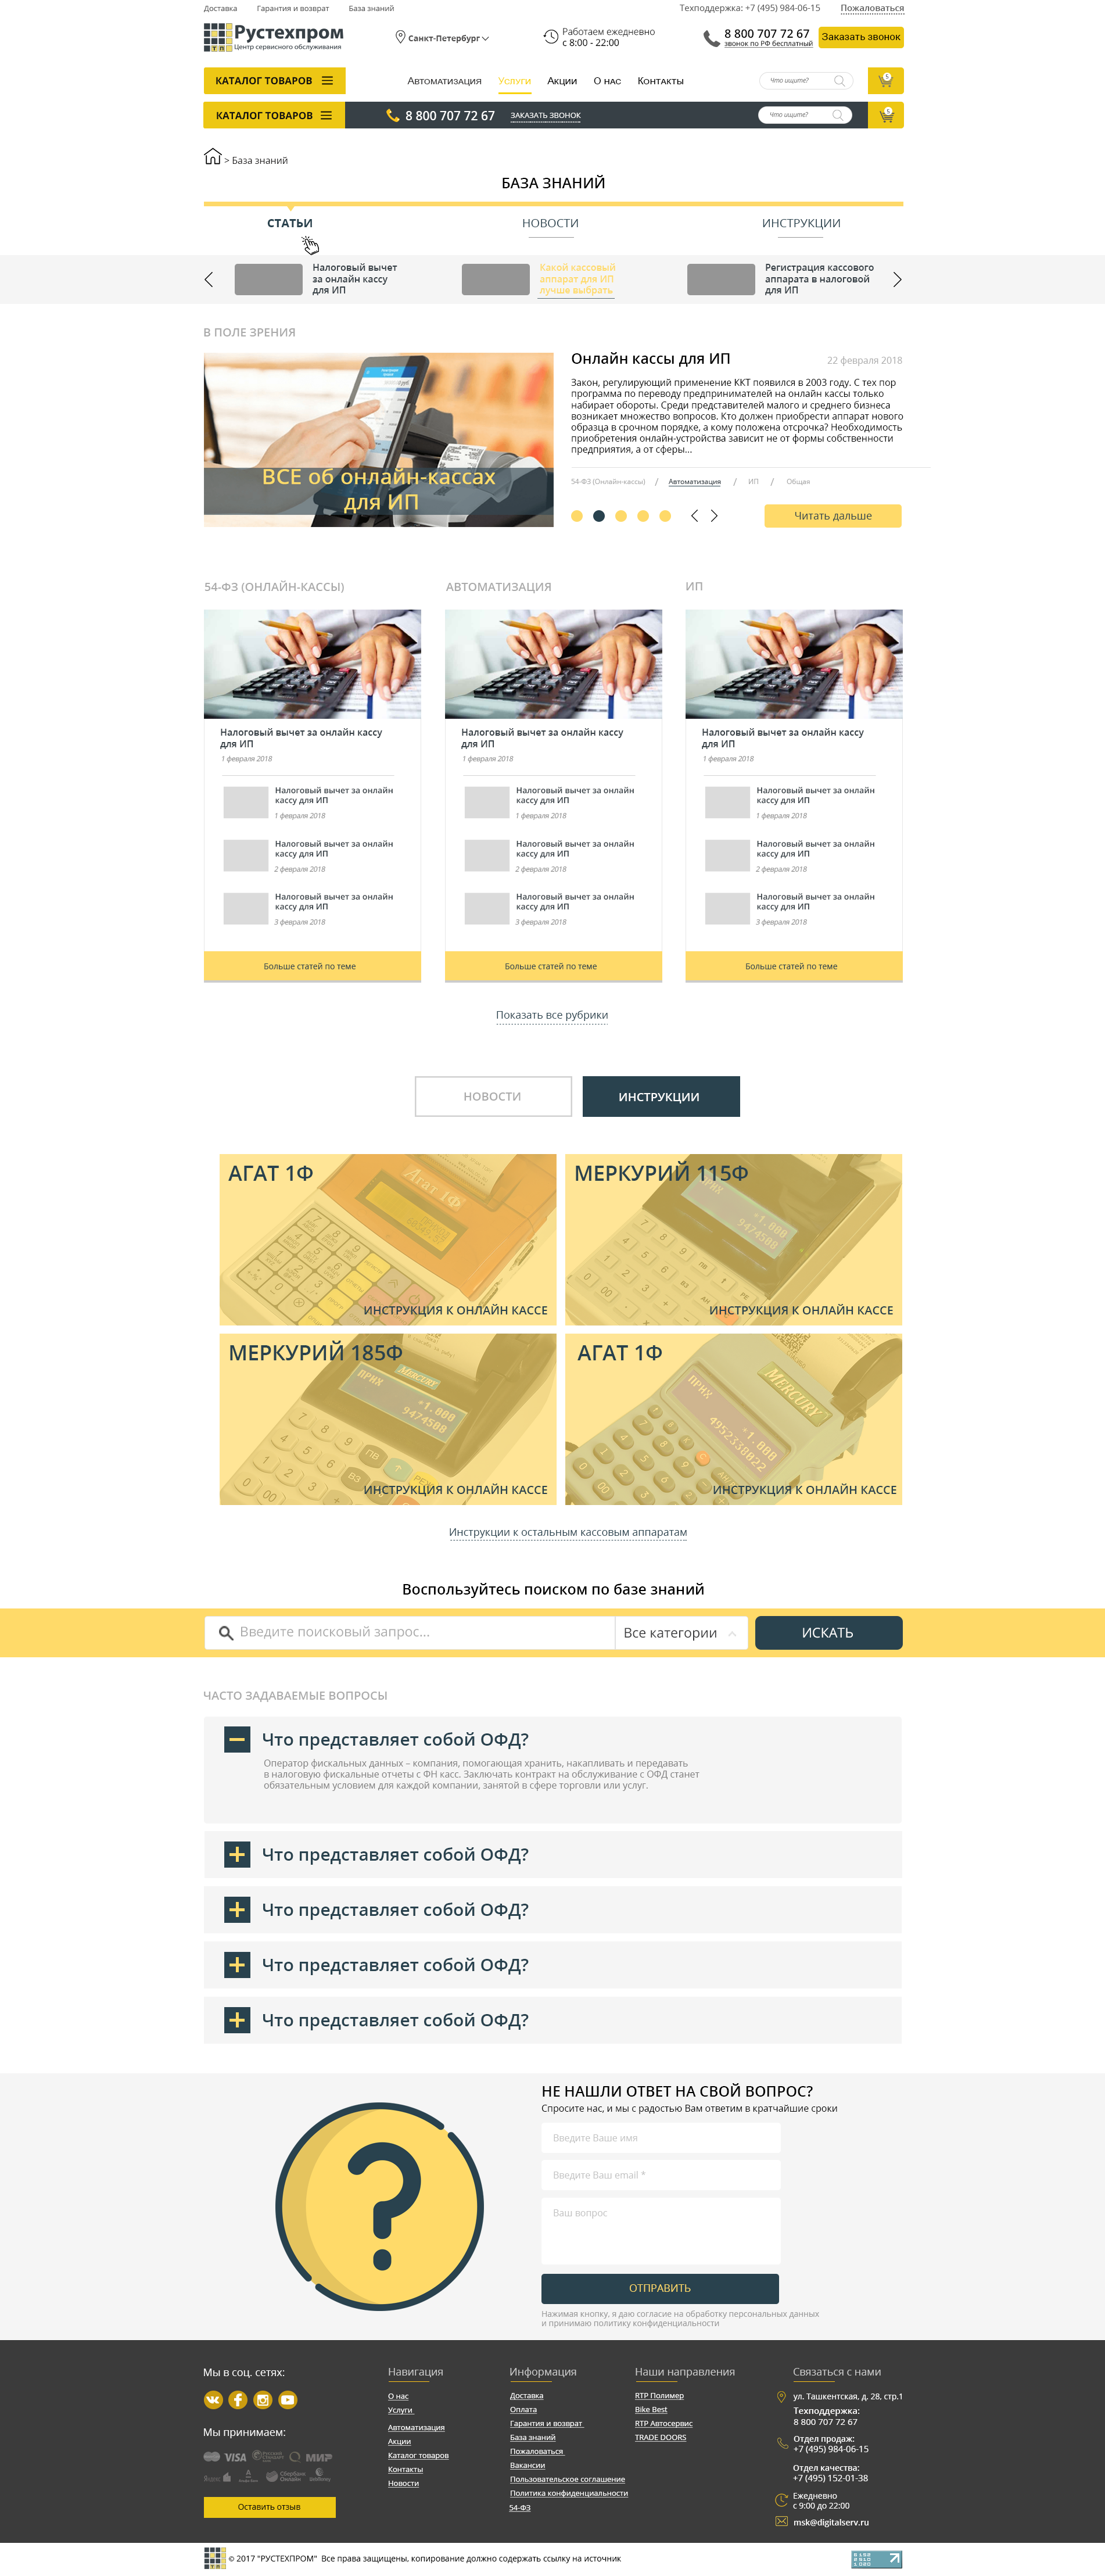 Доставка Гарантия и возврат База знаний Техподдержка: +7 (495) 984-06-15 Пожаловаться
Рустехпром
Центр сервисного обслуживания
Санкт-Петербург
Работаем ежедневно
с 8:00 - 22:00
8 800 707 72 67
звонок по РФ бесплатный
Заказать звонок
КАТАЛОГ ТОВАРОВ Автоматизация Услуги Акции О нас Контакты Что ищите?
КАТАЛОГ ТОВАРОВ 8 800 707 72 67 ЗАКАЗАТЬ ЗВОНОК Что ищите?
> База знаний
БАЗА ЗНАНИЙ
СТАТЬИ НОВОСТИ ИНСТРУКЦИИ
Налоговый вычет
за онлайн кассу
для ИП
Какой кассовый
аппарат для ИП
лучше выбрать
Регистрация кассового
аппарата в налоговой
для ИП
В ПОЛЕ ЗРЕНИЯ
ВСЕ об онлайн-кассах
для ИП
Онлайн кассы для ИП 22 февраля 2018
Закон, регулирующий применение ККТ появился в 2003 году. С тех пор
программа по переводу предпринимателей на онлайн кассы только
набирает обороты. Среди представителей малого и среднего бизнеса
возникает множество вопросов. Кто должен приобрести аппарат нового
образца в срочном порядке, а кому положена отсрочка? Необходимость
приобретения онлайн-устройства зависит не от формы собственности
предприятия, а от сферы...
54-ФЗ (Онлайн-кассы) / Автоматизация / ИП / Общая
Читать дальше
54-ФЗ (ОНЛАЙН-КАССЫ)
Налоговый вычет за онлайн кассу
для ИП
1 февраля 2018
Налоговый вычет за онлайн
кассу для ИП
1 февраля 2018
Налоговый вычет за онлайн
кассу для ИП
2 февраля 2018
Налоговый вычет за онлайн
кассу для ИП
3 февраля 2018
Больше статей по теме
АВТОМАТИЗАЦИЯ
Налоговый вычет за онлайн кассу
для ИП
1 февраля 2018
Налоговый вычет за онлайн
кассу для ИП
1 февраля 2018
Налоговый вычет за онлайн
кассу для ИП
2 февраля 2018
Налоговый вычет за онлайн
кассу для ИП
3 февраля 2018
Больше статей по теме
ИП
Налоговый вычет за онлайн кассу
для ИП
1 февраля 2018
Налоговый вычет за онлайн
кассу для ИП
1 февраля 2018
Налоговый вычет за онлайн
кассу для ИП
2 февраля 2018
Налоговый вычет за онлайн
кассу для ИП
3 февраля 2018
Больше статей по теме
Показать все рубрики
НОВОСТИ ИНСТРУКЦИИ
АГАТ 1Ф
Агат 1Ф
ИНСТРУКЦИЯ К ОНЛАЙН КАССЕ
МЕРКУРИЙ 115Ф
*1.000
9474588
ИНСТРУКЦИЯ К ОНЛАЙН КАССЕ
МЕРКУРИЙ 185Ф
MERCURY
ПРИХ *1.000
9474588
ИНСТРУКЦИЯ К ОНЛАЙН КАССЕ
АГАТ 1Ф
MERCURY
ПРИХ *1.000
4952338022
ИНСТРУКЦИЯ К ОНЛАЙН КАССЕ
Инструкции к остальным кассовым аппаратам
Воспользуйтесь поиском по базе знаний
Введите поисковый запрос... Все категории ИСКАТЬ
ЧАСТО ЗАДАВАЕМЫЕ ВОПРОСЫ
Что представляет собой ОФД?
Оператор фискальных данных – компания, помогающая хранить, накапливать и передавать
в налоговую фискальные отчеты с ФН касс. Заключать контракт на обслуживание с ОФД станет
обязательным условием для каждой компании, занятой в сфере торговли или услуг.
Что представляет собой ОФД?
Что представляет собой ОФД?
Что представляет собой ОФД?
Что представляет собой ОФД?
НЕ НАШЛИ ОТВЕТ НА СВОЙ ВОПРОС?
Спросите нас, и мы с радостью Вам ответим в кратчайшие сроки
Введите Ваше имя
Введите Ваш email *
Ваш вопрос
ОТПРАВИТЬ
Нажимая кнопку, я даю согласие на обработку персональных данных
и принимаю политику конфиденциальности
Мы в соц. сетях:
Мы принимаем:
VISA
МИР
Оставить отзыв
Навигация
О нас
Услуги
Автоматизация
Акции
Каталог товаров
Контакты
Новости
Информация
Доставка
Оплата
Гарантия и возврат
База знаний
Пожаловаться
Вакансии
Пользовательское соглашение
Политика конфиденциальности
54-ФЗ
Наши направления
RTP Полимер
Bike Best
RTP Автосервис
TRADE DOORS
Связаться с нами
ул. Ташкентская, д. 28, стр.1
Техподдержка:
8 800 707 72 67
Отдел продаж:
+7 (495) 984-06-15
Отдел качества:
+7 (495) 152-01-38
Ежедневно
с 9:00 до 22:00
msk@digitalserv.ru
© 2017 "РУСТЕХПРОМ" Все права защищены, копирование должно содержать ссылку на источник